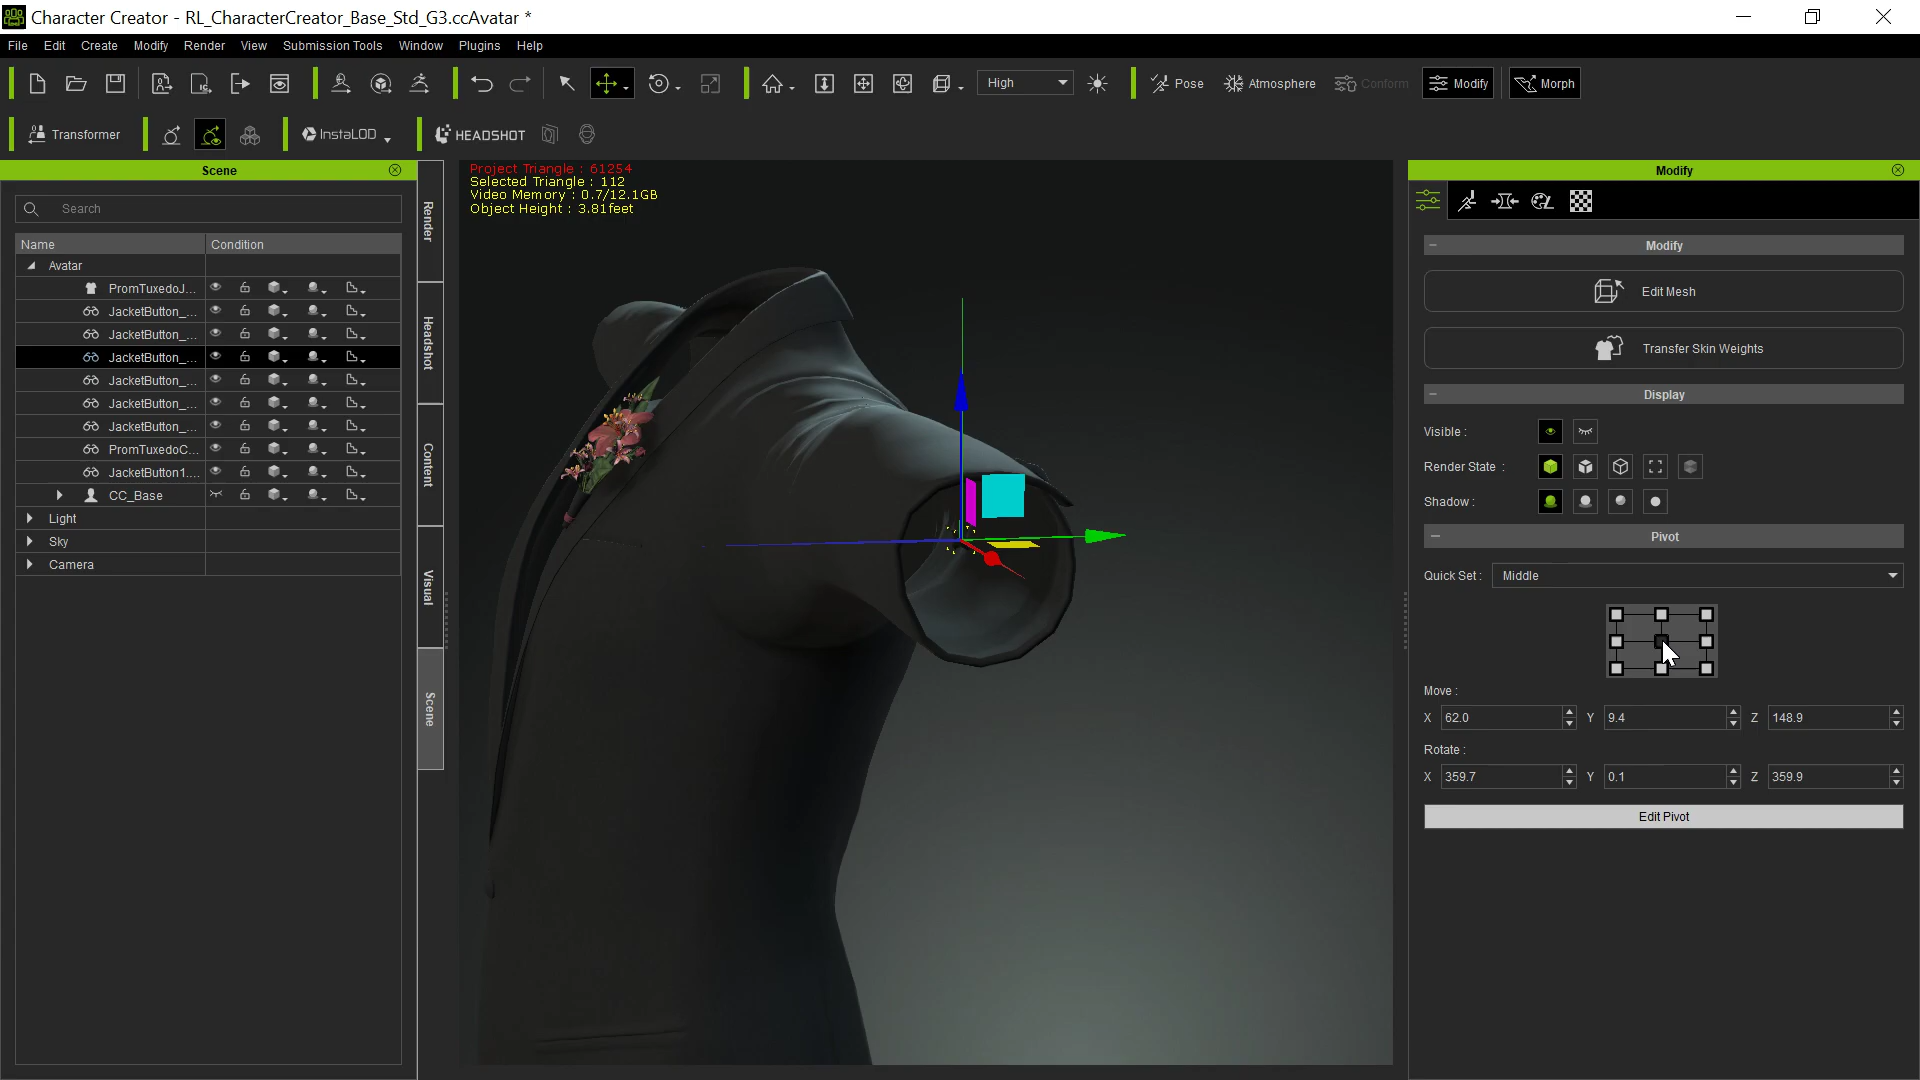 Character Creator - RL_CharacterCreator_Base_Std_G3.ccAvatar *
File Edit Create Modify Render View Submission Tools Window Plugins Help
High
Pose
Atmosphere
Conform
Modify
Morph
Transformer
InstaLOD
HEADSHOT
Scene
Search
Name Condition
Avatar
PromTuxedoJ...
JacketButton_...
JacketButton_...
JacketButton_...
JacketButton_...
JacketButton_...
JacketButton_...
PromTuxedoC...
JacketButton1....
CC_Base
Light
Sky
Camera
Render
Headshot
Content
Visual
Scene
Project Triangle : 61254
Selected Triangle : 112
Video Memory : 0.7/12.1GB
Object Height : 3.81feet
Modify
Modify
Edit Mesh
Transfer Skin Weights
Display
Visible :
Render State :
Shadow :
Pivot
Quick Set : Middle
Move :
X 62.0 Y 9.4 Z 148.9
Rotate :
X 359.7 Y 0.1 Z 359.9
Edit Pivot